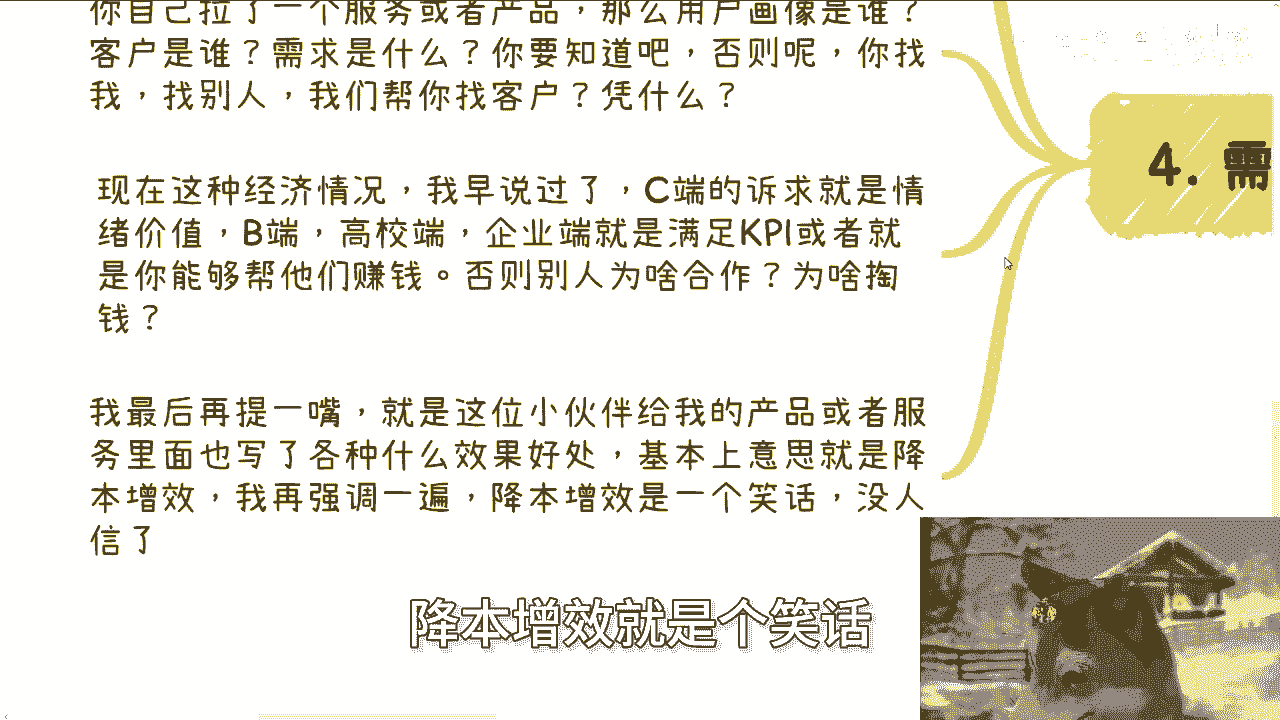 你自己拉了一个服务或者产品，那么用户画像是谁？
客户是谁？需求是什么？你要知道吧，否则呢，你找
我，找别人，我们帮你找客户？凭什么？
现在这种经济情况，我早说过了，C端的诉求就是情
绪价值，B端，高校端，企业端就是满足KPI或者就
是你能够帮他们赚钱。否则别人为啥合作？为啥掏
钱？
我最后再提一嘴，就是这位小伙伴给我的产品或者服
务里面也写了各种什么效果好处，基本上意思就是降
本增效，我再强调一遍，降本增效是一个笑话，没人
信了
4. 需
降本增效就是个笑话